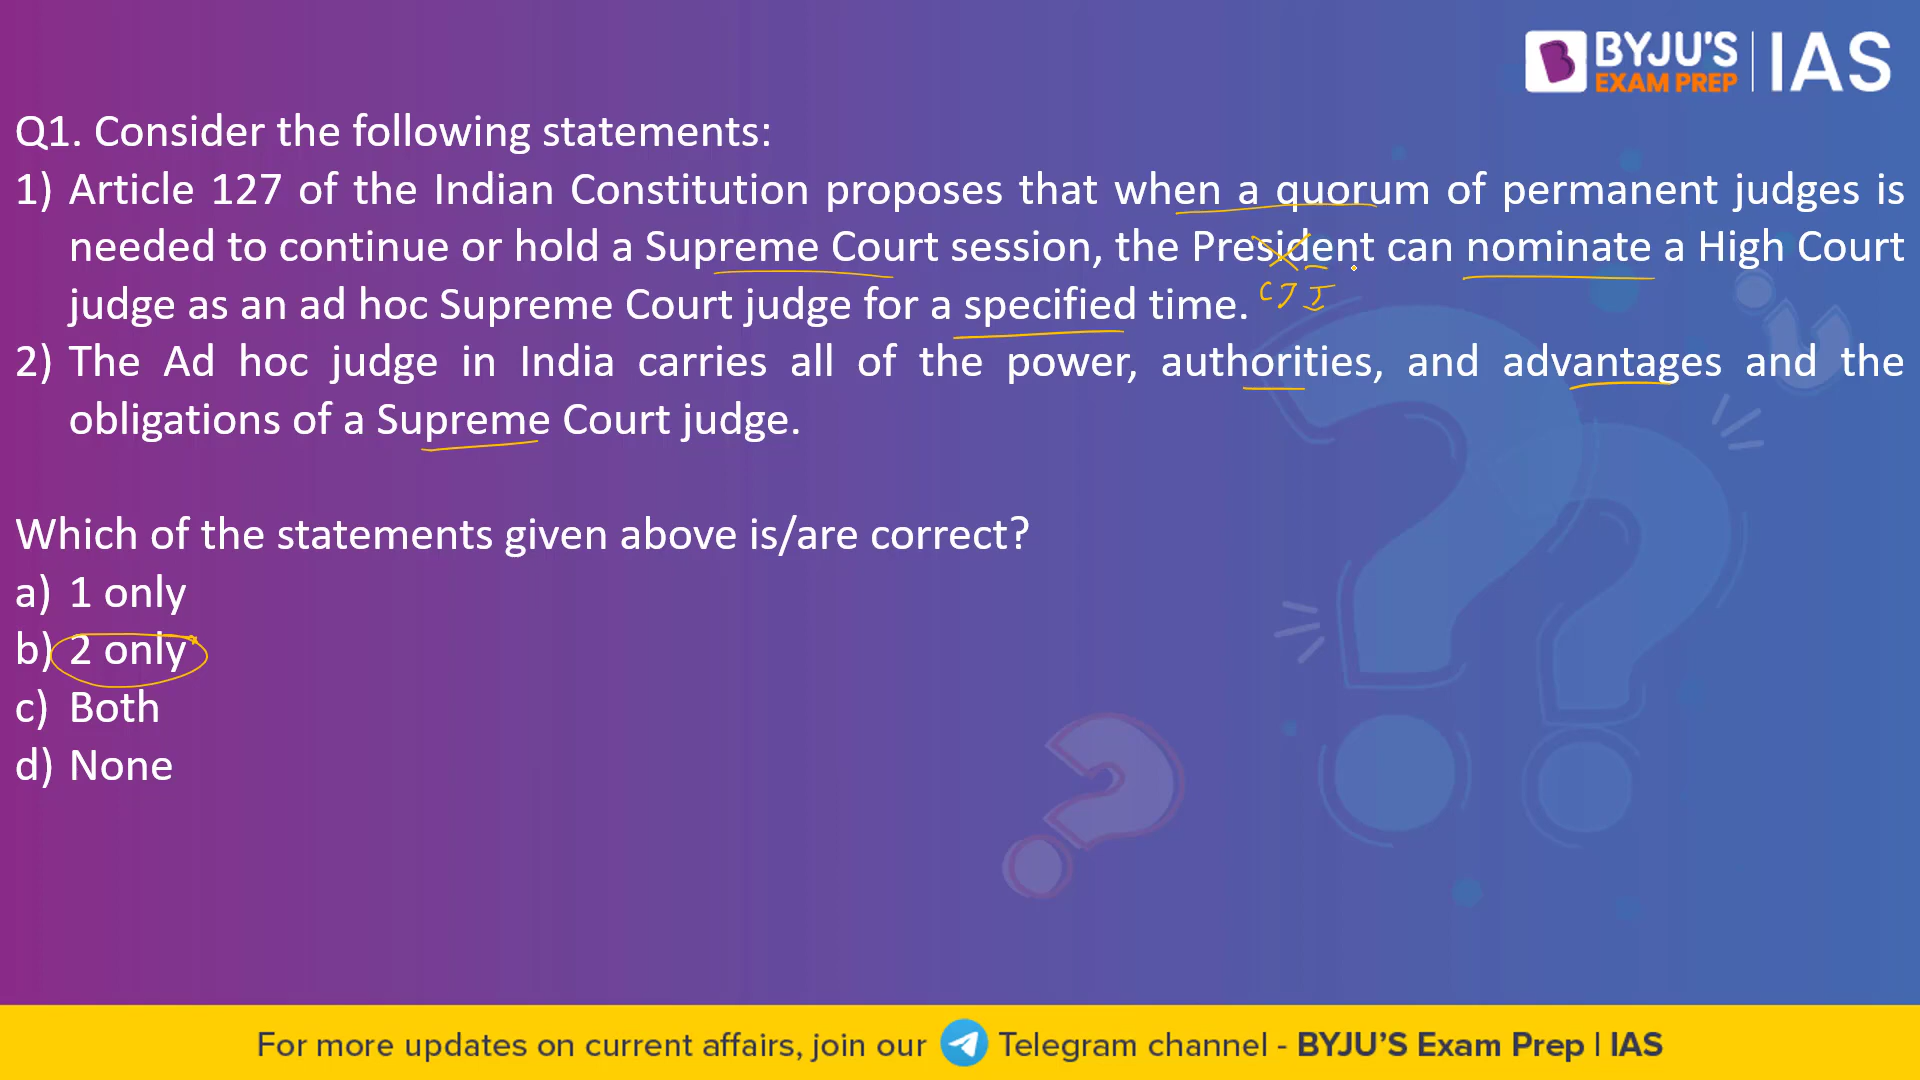 BYJU'S
EXAM PREP
IAS
Q1. Consider the following statements:
1) Article 127 of the Indian Constitution proposes that when a quorum of permanent judges is
needed to continue or hold a Supreme Court session, the President can nominate a High Court
judge as an ad hoc Supreme Court judge for a specified time. CJI
2) The Ad hoc judge in India carries all of the power, authorities, and advantages and the
obligations of a Supreme Court judge.
Which of the statements given above is/are correct?
a) 1 only
b) 2 only
c) Both
d) None
For more updates on current affairs, join our Telegram channel - BYJU'S Exam Prep | IAS